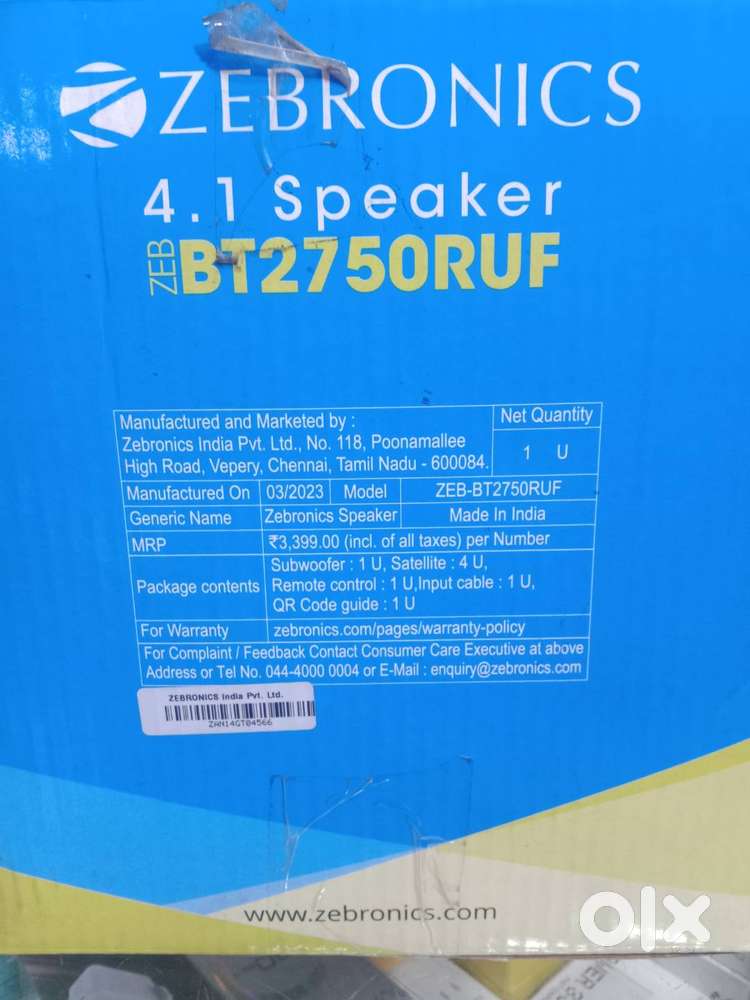 ZEBRONICS
4.1 Speaker
ZEB BT2750RUF
Manufactured and Marketed by :
Zebronics India Pvt. Ltd., No. 118, Poonamallee
High Road, Vepery, Chennai, Tamil Nadu - 600084.
Net Quantity
1 U
Manufactured On 03/2023 Model ZEB-BT2750RUF
Generic Name Zebronics Speaker Made In India
MRP ₹3,399.00 (incl. of all taxes) per Number
Package contents
Subwoofer : 1 U, Satellite : 4 U,
Remote control : 1 U,Input cable : 1 U,
QR Code guide : 1 U
For Warranty zebronics.com/pages/warranty-policy
For Complaint / Feedback Contact Consumer Care Executive at above
Address or Tel No. 044-4000 0004 or E-Mail : enquiry@zebronics.com
ZEBRONICS India Pvt. Ltd.
ZAN14GT04566
www.zebronics.com
olx